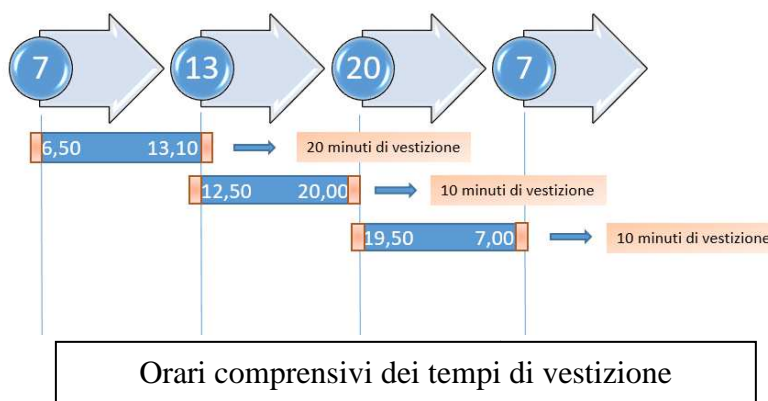 7 13 20 7
6,50 13,10 20 minuti di vestizione
12,50 20,00 10 minuti di vestizione
19,50 7,00 10 minuti di vestizione
Orari comprensivi dei tempi di vestizione